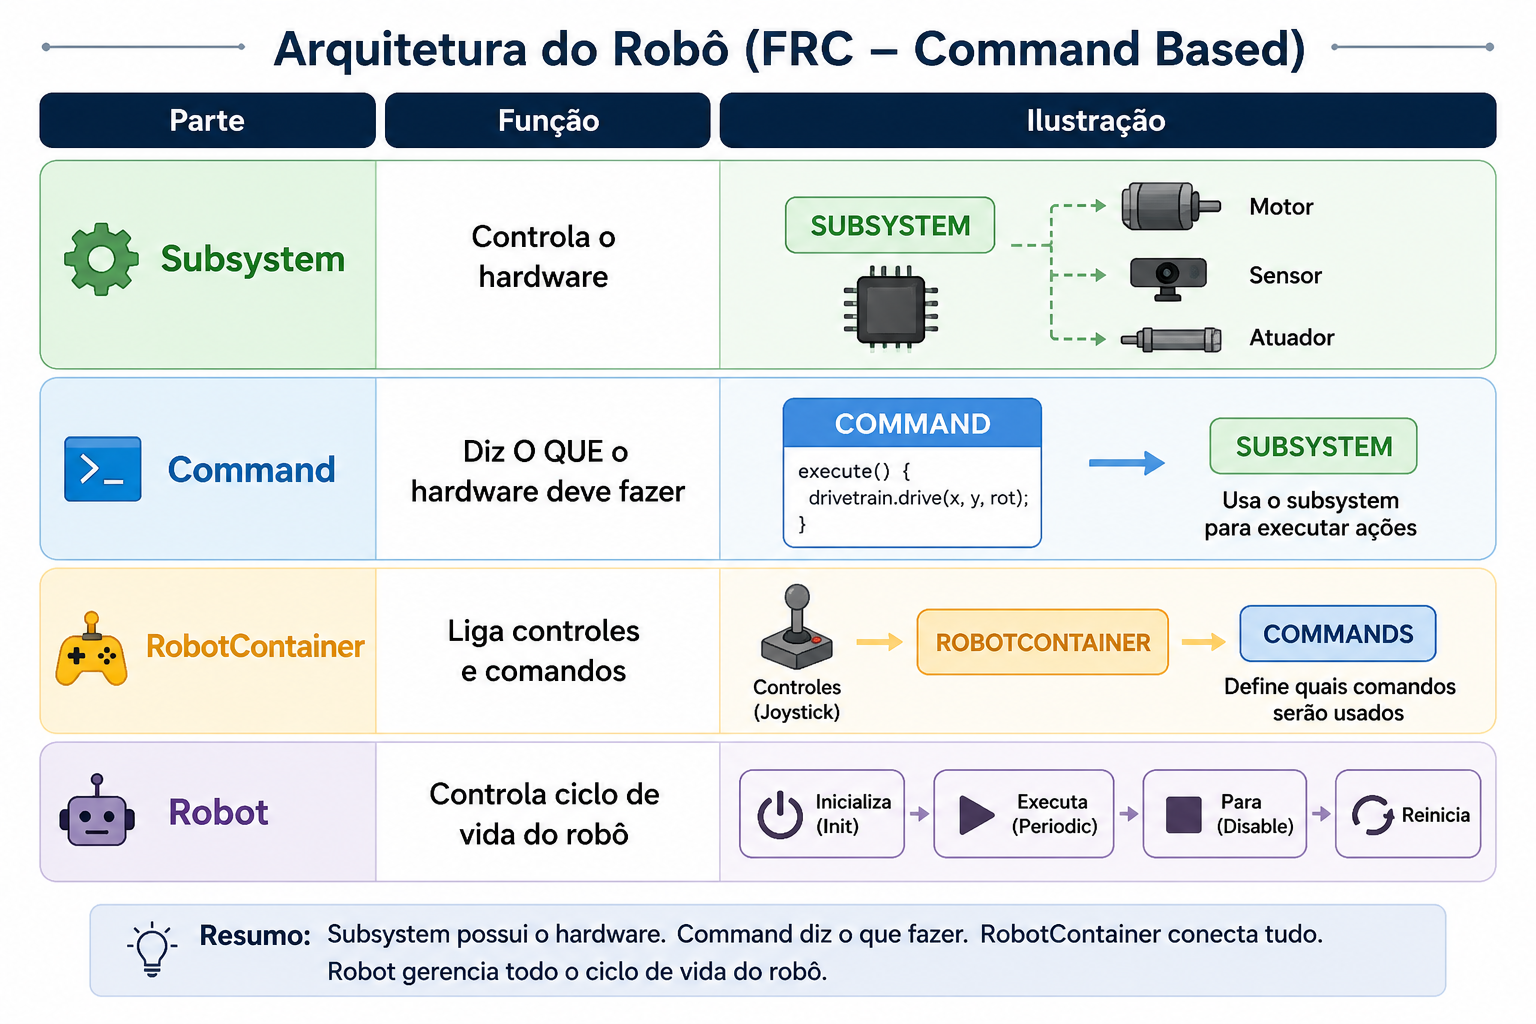 Arquitetura do Robô (FRC – Command Based)
Parte
Função
Ilustração
Subsystem
Controla o
hardware
SUBSYSTEM
Motor
Sensor
Atuador
Command
Diz O QUE o
hardware deve fazer
COMMAND
execute() {
drivetrain.drive(x, y, rot);
}
SUBSYSTEM
Usa o subsystem
para executar ações
RobotContainer
Liga controles
e comandos
Controles
(Joystick)
ROBOTCONTAINER
COMMANDS
Define quais comandos
serão usados
Robot
Controla ciclo de
vida do robô
Inicializa
(Init)
Executa
(Periodic)
Para
(Disable)
Reinicia
Resumo: Subsystem possui o hardware. Command diz o que fazer. RobotContainer conecta tudo.
Robot gerencia todo o ciclo de vida do robô.